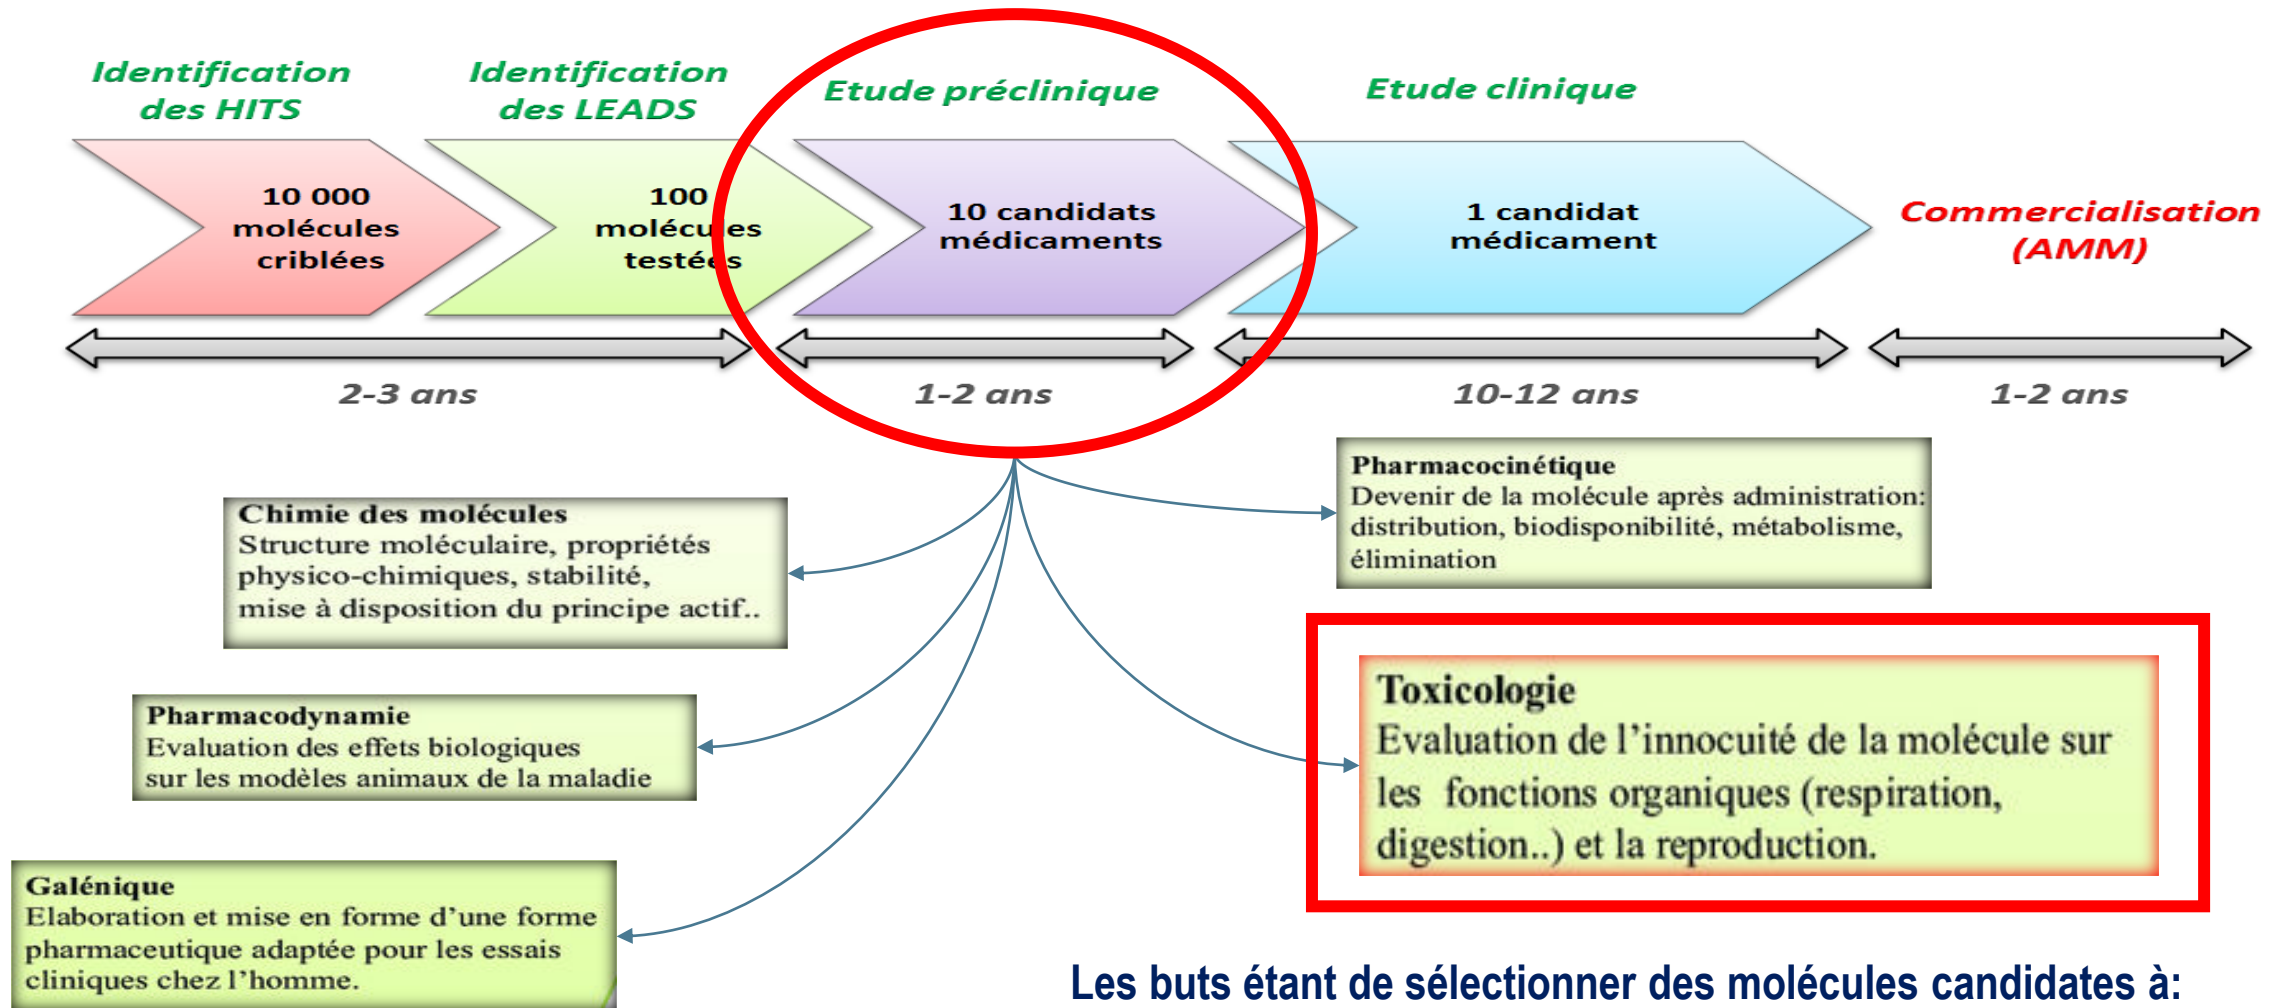 Identification
des HITS
Identification
des LEADS
Etude préclinique
Etude clinique
10 000
molécules
criblées
100
molécules
testées
10 candidats
médicaments
1 candidat
médicament
Commercialisation
(AMM)
2-3 ans
1-2 ans
10-12 ans
1-2 ans
Chimie des molécules
Structure moléculaire, propriétés
physico-chimiques, stabilité,
mise à disposition du principe actif..
Pharmacocinétique
Devenir de la molécule après administration:
distribution, biodisponibilité, métabolisme,
élimination
Pharmacodynamie
Evaluation des effets biologiques
sur les modèles animaux de la maladie
Toxicologie
Evaluation de l’innocuité de la molécule sur
les fonctions organiques (respiration,
digestion..) et la reproduction.
Galénique
Elaboration et mise en forme d’une forme
pharmaceutique adaptée pour les essais
cliniques chez l’homme.
Les buts étant de sélectionner des molécules candidates à: